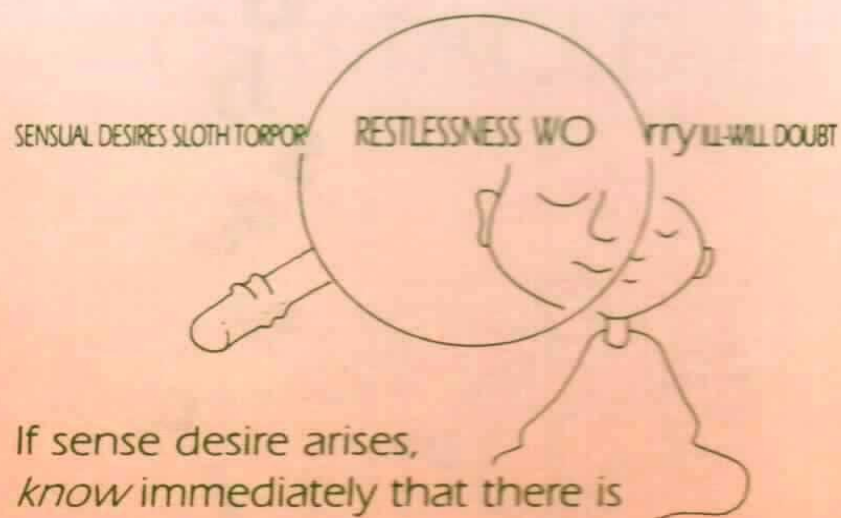 SENSUAL DESIRES SLOTH TORPOR RESTLESSNESS WO rry ILL-WILL DOUBT
If sense desire arises,
know immediately that there is